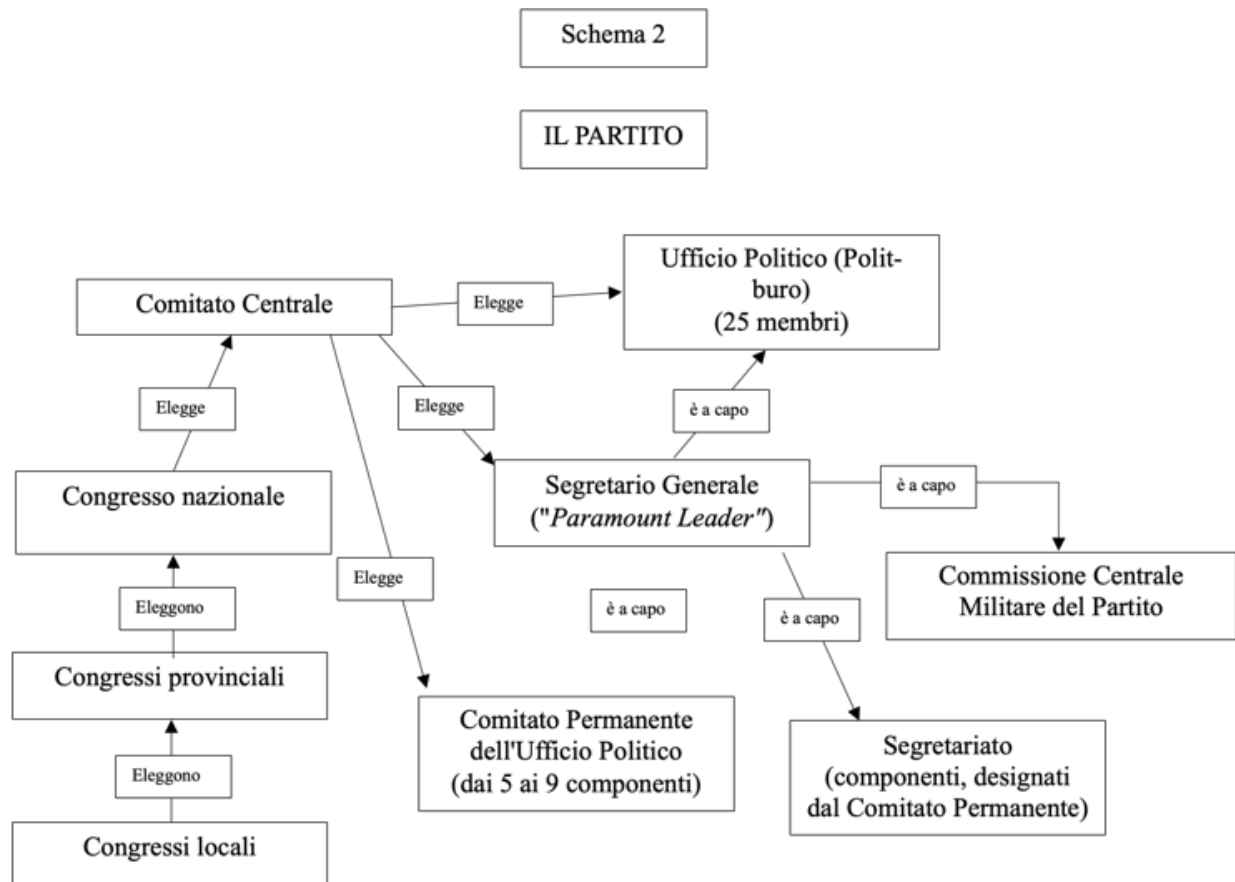 Schema 2
IL PARTITO
Ufficio Politico (Polit-
buro)
(25 membri)
Comitato Centrale
Elegge
Elegge
Elegge
è a capo
Congresso nazionale
Segretario Generale
("Paramount Leader")
è a capo
Elegge
Commissione Centrale
Militare del Partito
Eleggono
è a capo
è a capo
Congressi provinciali
Comitato Permanente
dell'Ufficio Politico
(dai 5 ai 9 componenti)
Segretariato
(componenti, designati
dal Comitato Permanente)
Eleggono
Congressi locali